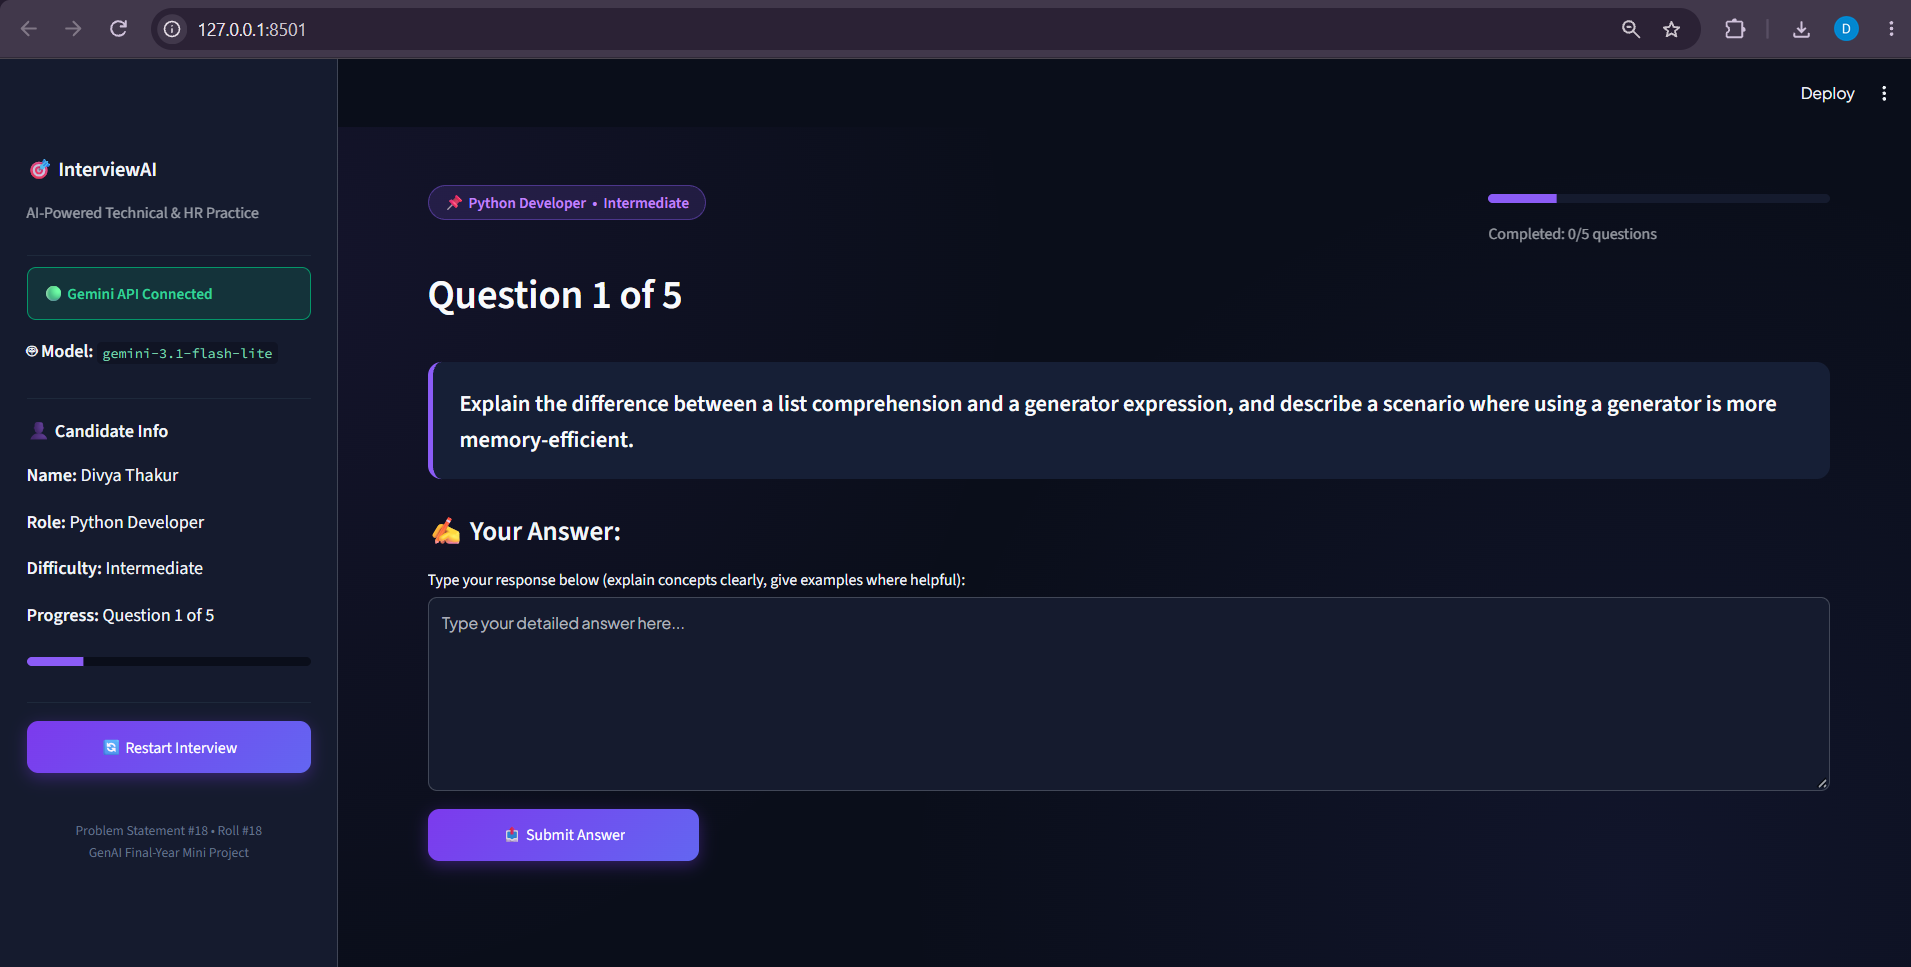 127.0.0.1:8501
D
Deploy
🎯 InterviewAI
AI-Powered Technical & HR Practice
Gemini API Connected
Model: gemini-3.1-flash-lite
👤 Candidate Info
Name: Divya Thakur
Role: Python Developer
Difficulty: Intermediate
Progress: Question 1 of 5
Restart Interview
Problem Statement #18 • Roll #18
GenAI Final-Year Mini Project
📌 Python Developer • Intermediate
Completed: 0/5 questions
Question 1 of 5
Explain the difference between a list comprehension and a generator expression, and describe a scenario where using a generator is more
memory-efficient.
✍️ Your Answer:
Type your response below (explain concepts clearly, give examples where helpful):
Type your detailed answer here...
Submit Answer